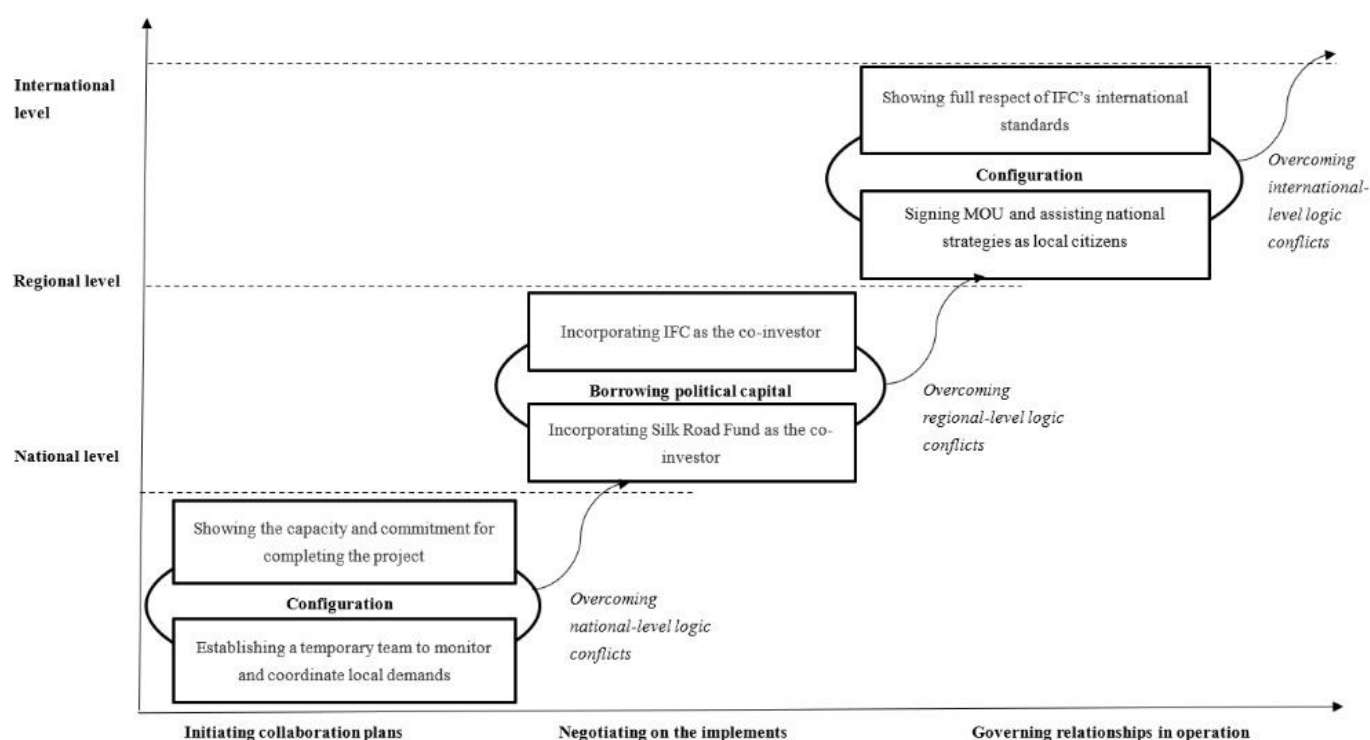 International
level
Showing full respect of IFC's international
standards
Configuration
Signing MOU and assisting national
strategies as local citizens
Overcoming
international-
level logic
conflicts
Regional level
Incorporating IFC as the co-investor
Borrowing political capital
Incorporating Silk Road Fund as the co-
investor
Overcoming
regional-level logic
conflicts
National level
Showing the capacity and commitment for
completing the project
Configuration
Establishing a temporary team to monitor
and coordinate local demands
Overcoming
national-level logic
conflicts
Initiating collaboration plans
Negotiating on the implements
Governing relationships in operation